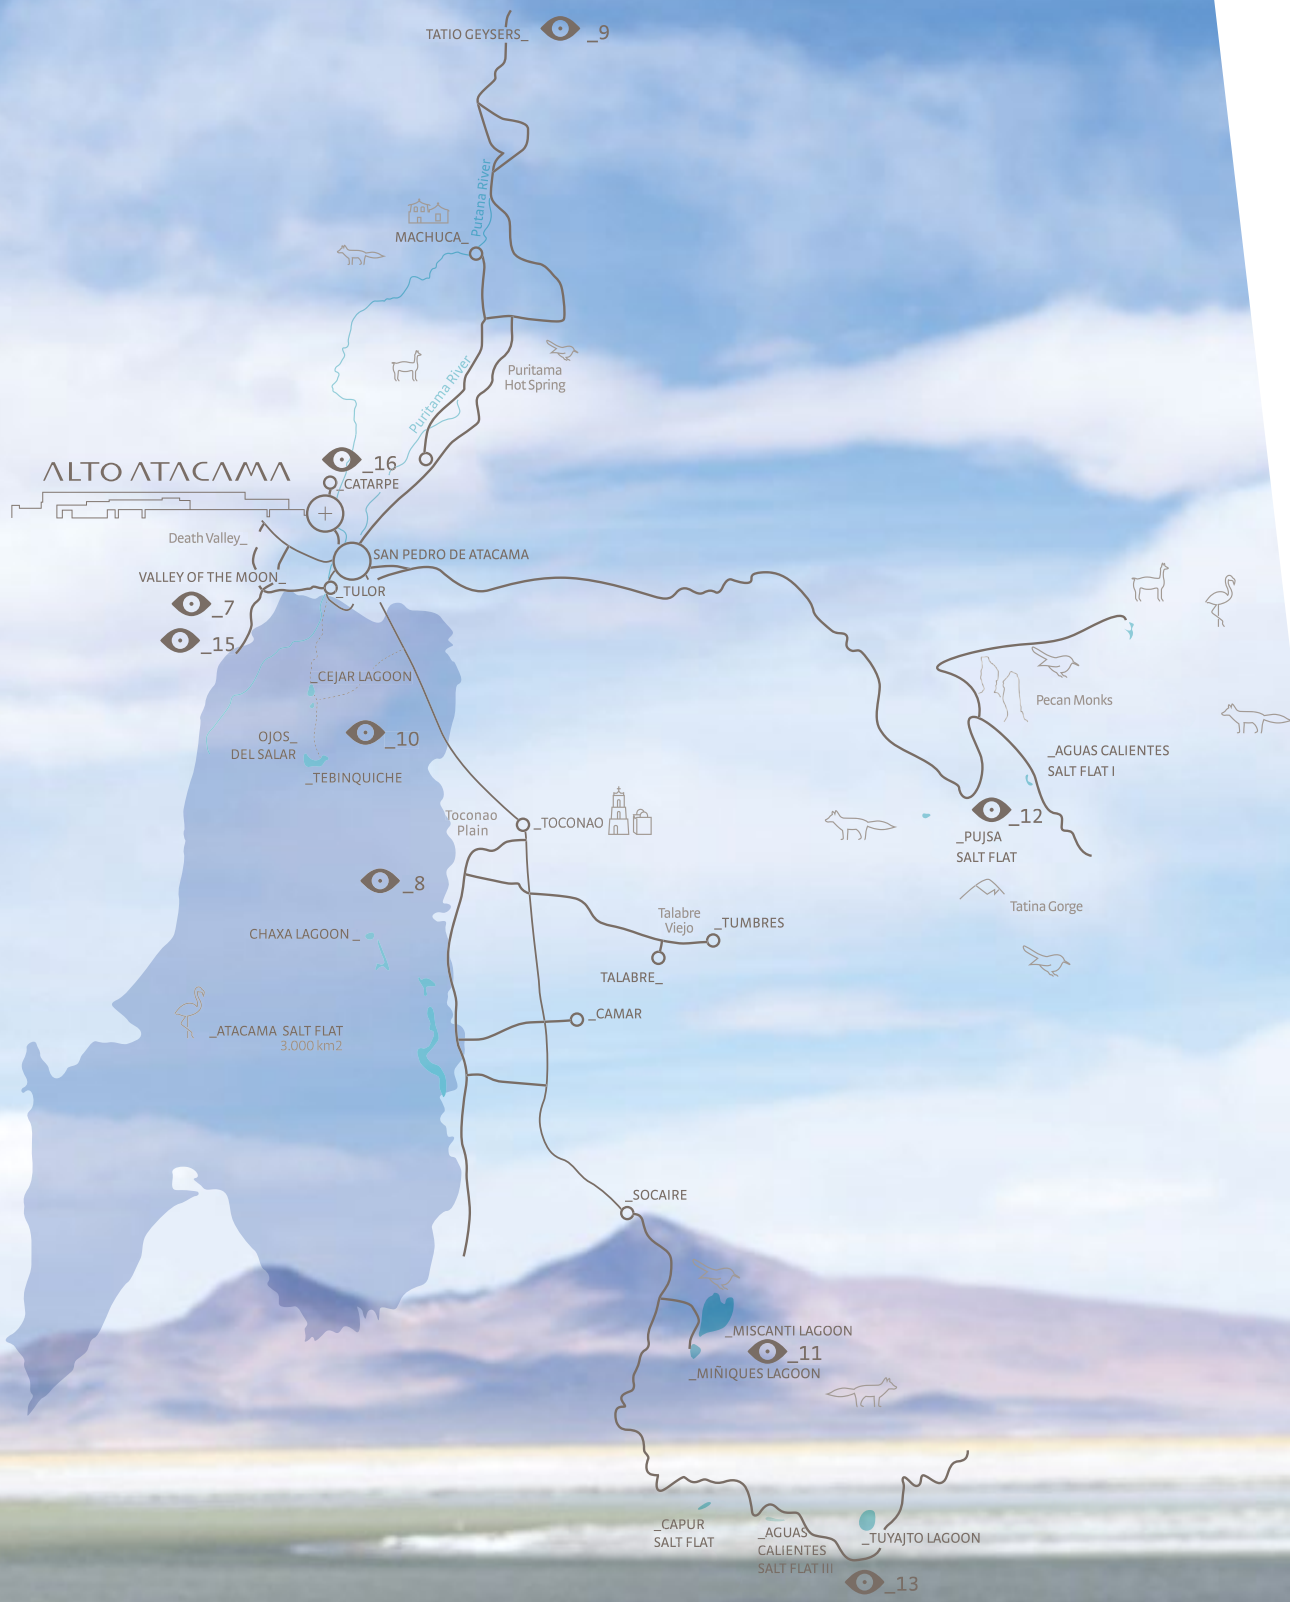 TATIO GEYSERS_
_9
Putana River
MACHUCA_
Puritama
Hot Spring
Puritama River
_16
ALTO ATACAMA
_CATARPE
Death Valley_
SAN PEDRO DE ATACAMA
VALLEY OF THE MOON_
_TULOR
_7
_15
_CEJAR LAGOON
Pecan Monks
OJOS_
DEL SALAR
_10
_TEBINQUICHE
_AGUAS CALIENTES
SALT FLAT I
Toconao
Plain
_TOCONAO
_12
_PUJSA
SALT FLAT
_8
Tatina Gorge
Talabre
Viejo
_TUMBRES
CHAXA LAGOON _
TALABRE_
_CAMAR
_ATACAMA SALT FLAT
3.000 km2
_SOCAIRE
_MISCANTI LAGOON
_11
_MIÑIQUES LAGOON
_CAPUR
SALT FLAT
_AGUAS
CALIENTES
SALT FLAT III
_TUYAJTO LAGOON
_13